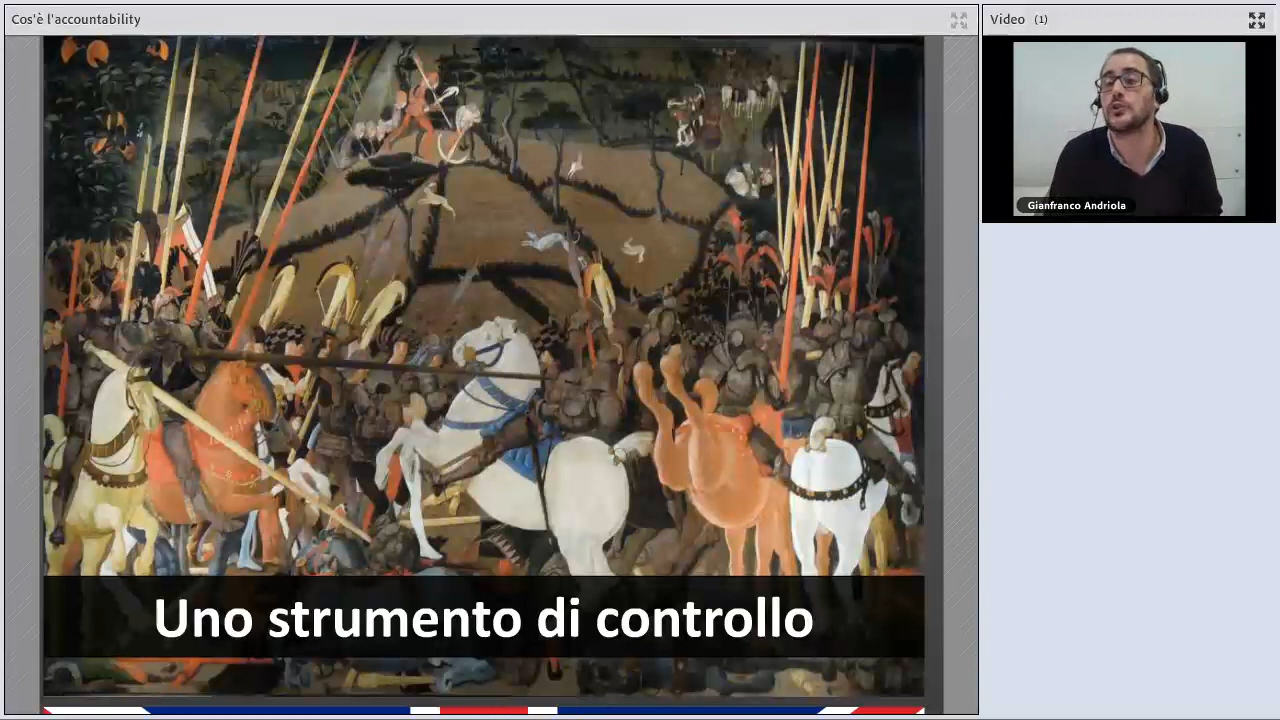 Cos'è l'accountability
Video (1)
Gianfranco Andriola
Uno strumento di controllo